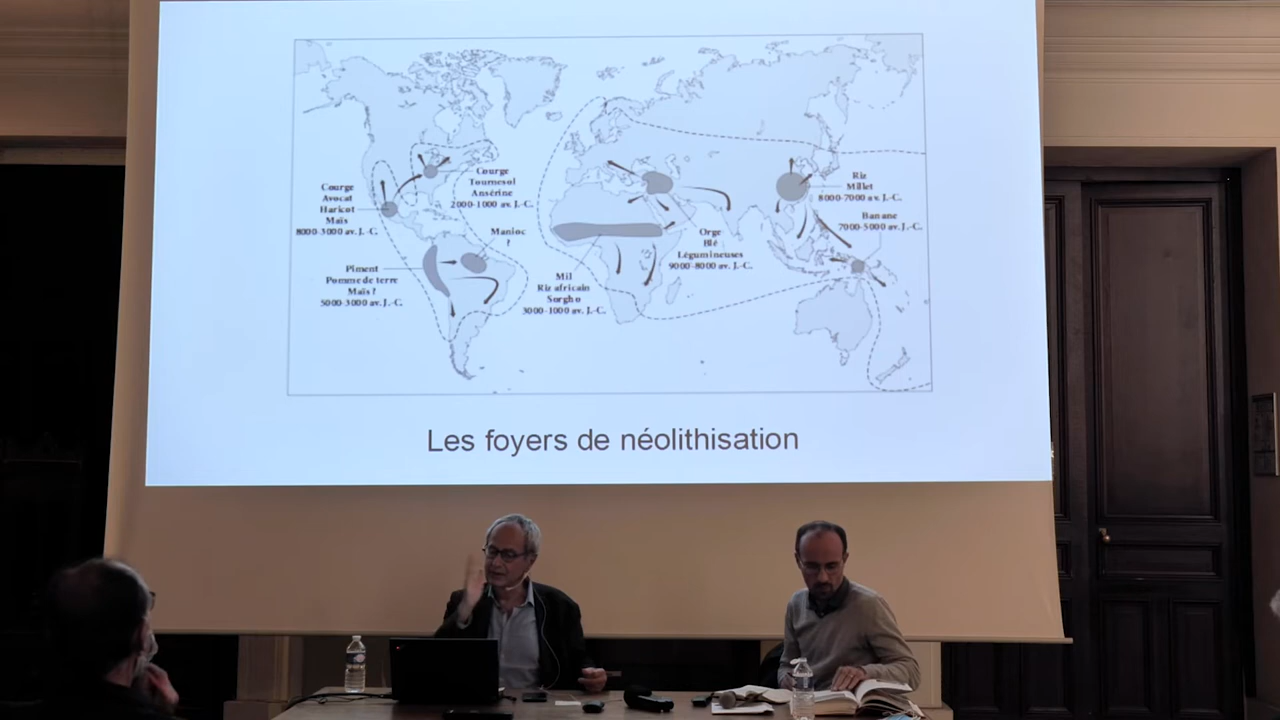 Courge
Tournesol
Ansérine
2000-1000 av. J.-C.
Courge
Avocat
Haricot
Maïs
8000-3000 av. J.-C.
Manioc
?
Piment
Pomme de terre
Maïs ?
5000-3000 av. J.-C.
Mil
Riz africain
Sorgho
3000-1000 av. J.-C.
Orge
Blé
Légumineuses
9000-8000 av. J.-C.
Riz
Millet
8000-7000 av. J.-C.
Banane
7000-5000 av. J.-C.
Les foyers de néolithisation